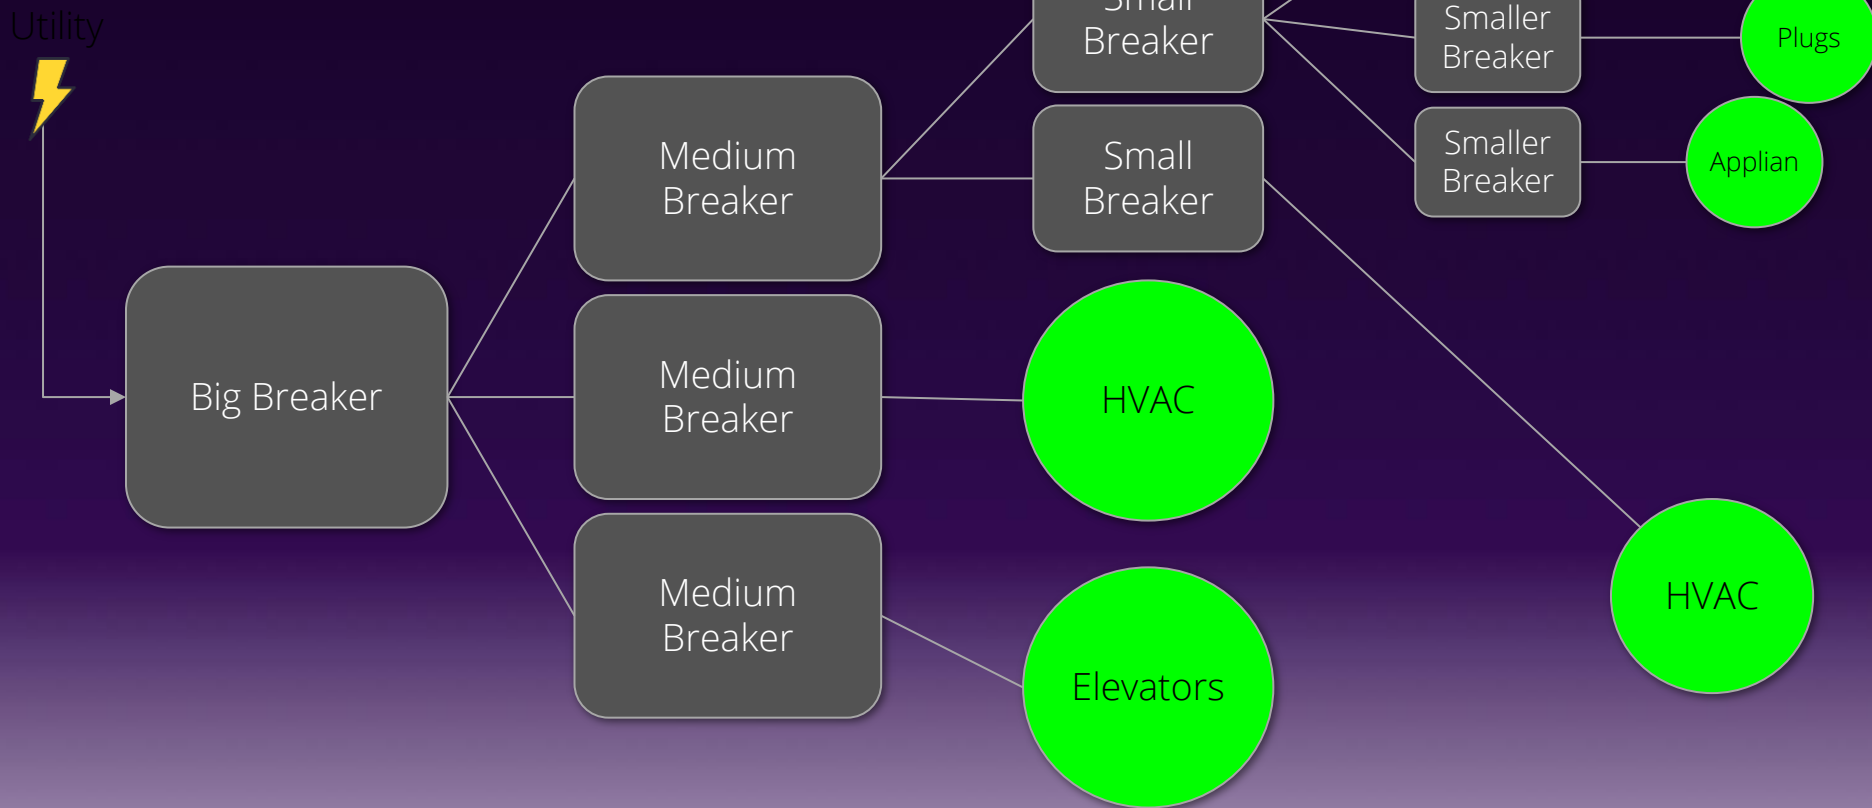 Utility
Small
Breaker
Smaller
Breaker
Plugs
Medium
Breaker
Small
Breaker
Smaller
Breaker
Applian
Big Breaker
Medium
Breaker
HVAC
Medium
Breaker
Elevators
HVAC